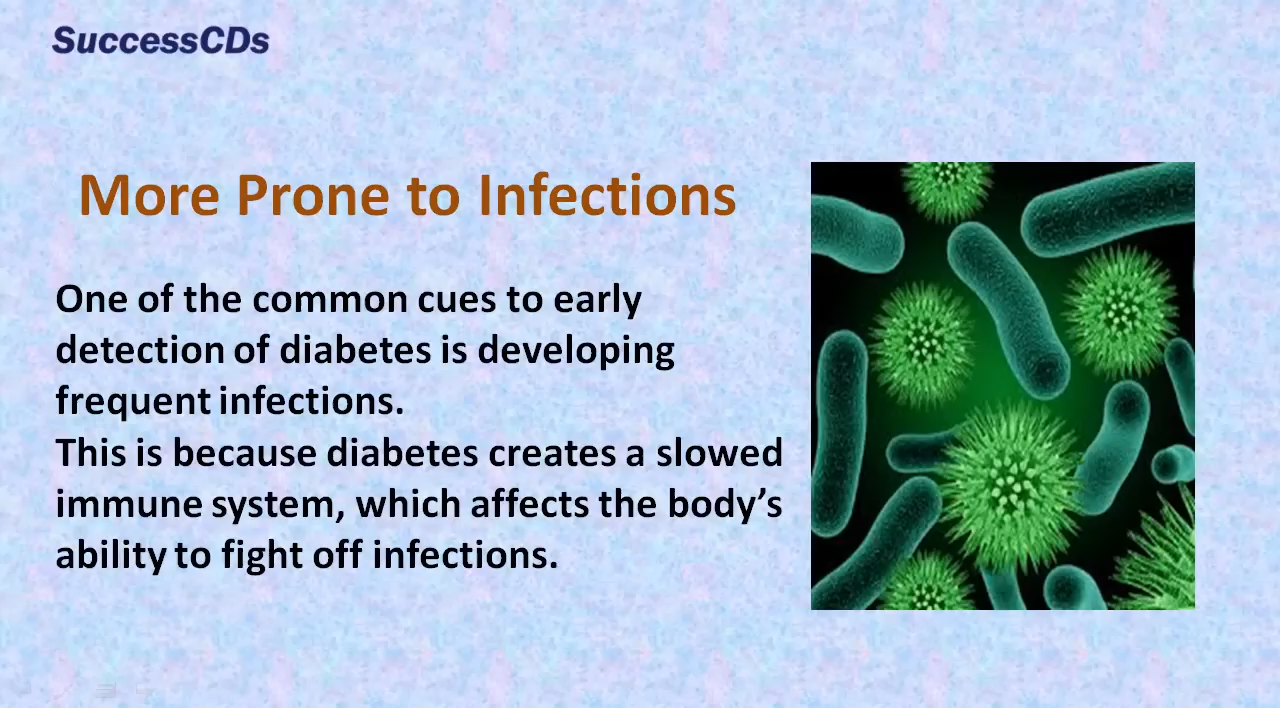 SuccessCDs
More Prone to Infections
One of the common cues to early
detection of diabetes is developing
frequent infections.
This is because diabetes creates a slowed
immune system, which affects the body’s
ability to fight off infections.